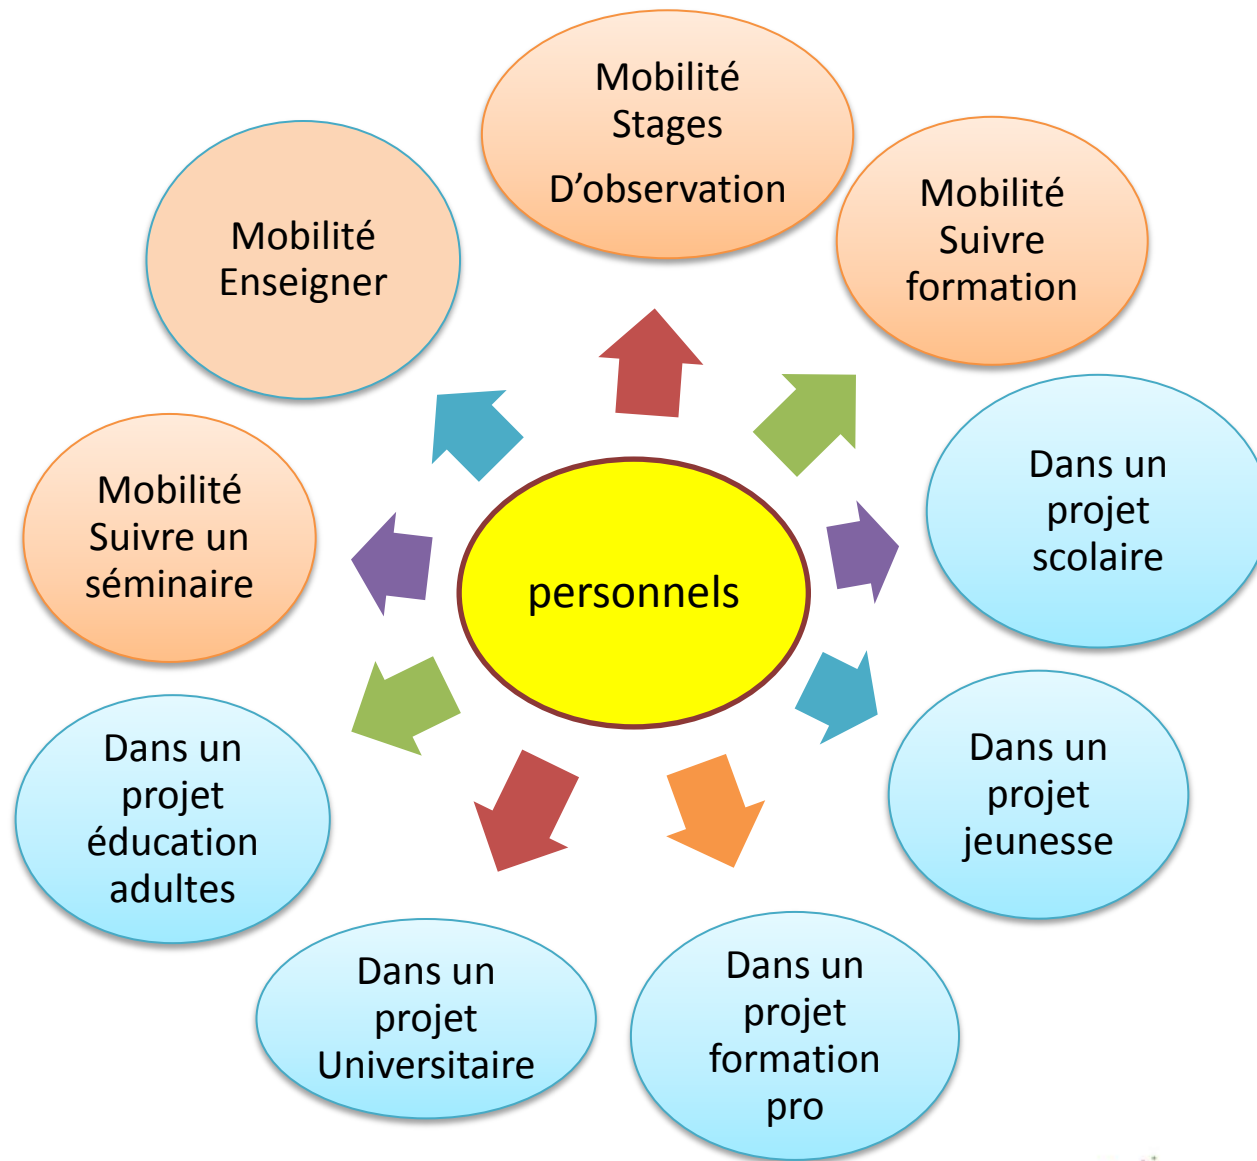 Mobilité
Stages
D’observation
Mobilité
Suivre
formation
Mobilité
Enseigner
Dans un
projet
scolaire
Mobilité
Suivre un
séminaire
personnels
Dans un
projet
jeunesse
Dans un
projet
éducation
adultes
Dans un
projet
formation
pro
Dans un
projet
Universitaire